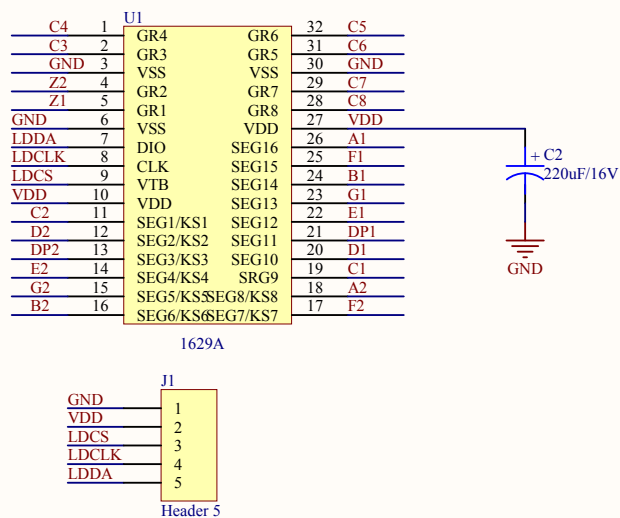 U1
C4 1 GR4 GR6 32 C5
C3 2 GR3 GR5 31 C6
GND 3 VSS VSS 30 GND
Z2 4 GR2 GR7 29 C7
Z1 5 GR1 GR8 28 C8
GND 6 VSS VDD 27 VDD
LDDA 7 DIO SEG16 26 A1
LDCLK 8 CLK SEG15 25 F1
LDCS 9 VTB SEG14 24 B1
VDD 10 VDD SEG13 23 G1
C2 11 SEG1/KS1 SEG12 22 E1
D2 12 SEG2/KS2 SEG11 21 DP1
DP2 13 SEG3/KS3 SEG10 20 D1
E2 14 SEG4/KS4 SRG9 19 C1
G2 15 SEG5/KS5 SEG8/KS8 18 A2
B2 16 SEG6/KS6 SEG7/KS7 17 F2
1629A
+ C2
220uF/16V
GND
J1
GND 1
VDD 2
LDCS 3
LDCLK 4
LDDA 5
Header 5